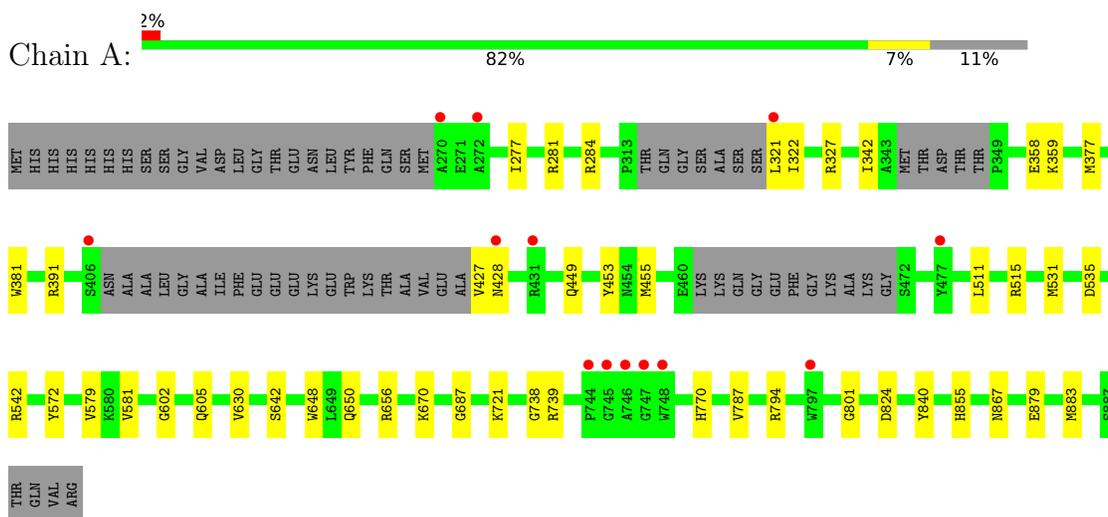 2%
Chain A:
82% 7% 11%
MET HIS HIS HIS HIS HIS HIS SER SER GLY VAL ASP LEU GLY THR GLU ASN LEU TYR PHE GLN SER MET A270 E271 A272 I277 R281 R284 P313 THR GLN GLY SER ALA SER SER L321 I322 R327 I342 A343 MET THR ASP THR THR P349 E358 K359 M377
W381 R391 S406 ASN ALA ALA LEU GLY ALA ILE PHE GLU GLU GLU LYS GLU TRP LYS THR ALA VAL GLU ALA V427 N428 R431 Q449 Y453 N454 M455 E460 LYS LYS GLN GLY GLU PHE GLY LYS ALA LYS GLY S472 Y477 L511 R515 M531 D535
R542 Y572 V579 K580 V581 G602 Q605 V630 S642 W648 L649 Q650 R656 K670 G687 K721 G738 R739 P744 G745 A746 G747 W748 H770 V787 R794 W797 G801 D824 Y840 H855 N867 E879 M883
THR GLN VAL ARG